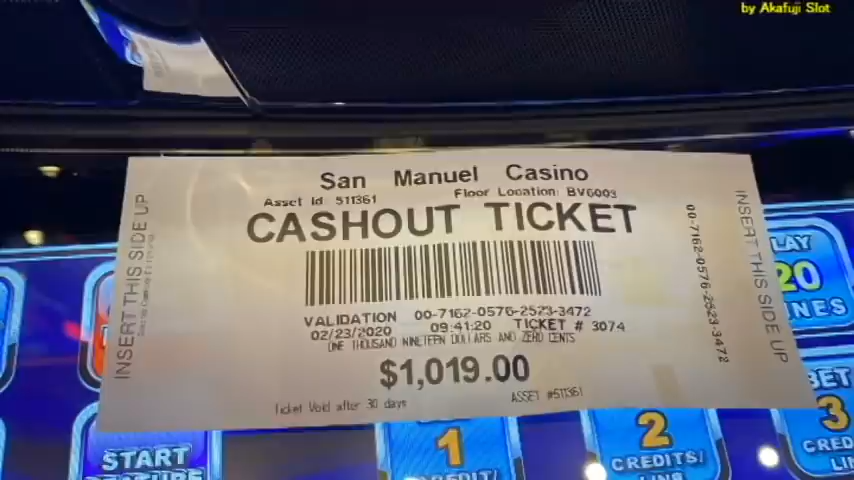 by Akafuji Slot
San Manuel Casino
Asset Id 511361 Floor Location: BV6003
CASHOUT TICKET
INSERT THIS SIDE UP
VALIDATION 00-7162-0576-2523-3472
02/23/2020 09:41:20 TICKET # 3074
ONE THOUSAND NINETEEN DOLLARS AND ZERO CENTS
$1,019.00
Ticket Void after 30 days ASSET #511361
00-7162-0576-2523-3472
INSERT THIS SIDE UP
LAY
20
INES
START
1
2
CREDITS/
BET
3
CRED